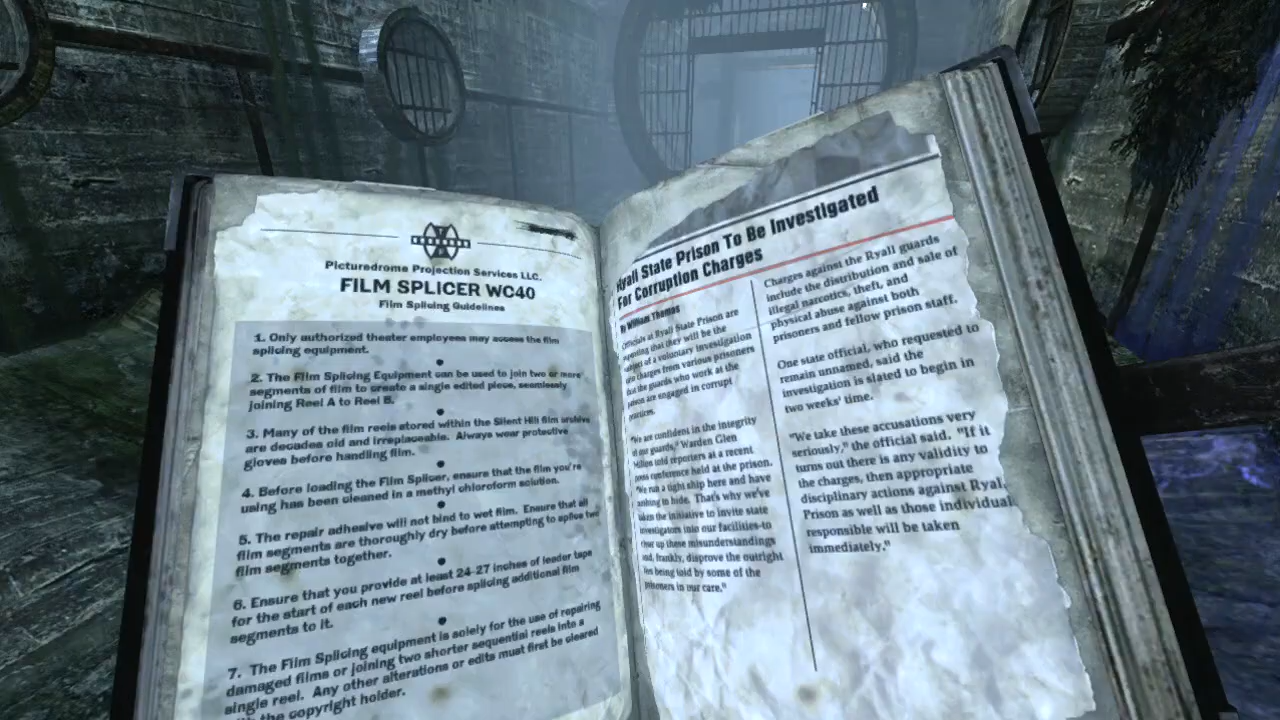 Picturedrome Projection Services LLC.
FILM SPLICER WC40
Film Splicing Guidelines
1. Only authorized theater employees may access the film
splicing equipment.
2. The Film Splicing Equipment can be used to join two or more
segments of film to create a single edited piece, seamlessly
joining Reel A to Reel B.
3. Many of the film reels stored within the Silent Hill film archive
are decades old and irreplaceable. Always wear protective
gloves before handling film.
4. Before loading the Film Splicer, ensure that the film you're
using has been cleaned in a methyl chloroform solution.
5. The repair adhesive will not bind to wet film. Ensure that all
film segments are thoroughly dry before attempting to splice two
film segments together.
6. Ensure that you provide at least 24-27 inches of leader tape
for the start of each new reel before splicing additional film
segments to it.
7. The Film Splicing equipment is solely for the use of repairing
damaged films or joining two shorter sequential reels into a
single reel. Any other alterations or edits must first be cleared
the copyright holder.
Ryall State Prison To Be Investigated
For Corruption Charges
By William Thomas
Officials at Ryall State Prison are
reporting that they will be the
subject of a voluntary investigation
into charges from various prisoners
that the guards who work at the
prison are engaged in corrupt
practices.
"We are confident in the integrity
of our guards," Warden Glen
told reporters at a recent
press conference held at the prison.
"We run a tight ship here and have
nothing to hide. That's why we've
taken the initiative to invite state
investigators into our facilities-to
clear up these misunderstandings
and, frankly, disprove the outright
lies being told by some of the
prisoners in our care."
Charges against the Ryall guards
include the distribution and sale of
illegal narcotics, theft, and
physical abuse against both
prisoners and fellow prison staff.
One state official, who requested to
remain unnamed, said the
investigation is slated to begin in
two weeks' time.
"We take these accusations very
seriously," the official said. "If it
turns out there is any validity to
the charges, then appropriate
disciplinary actions against Ryall
Prison as well as those individual
responsible will be taken
immediately."